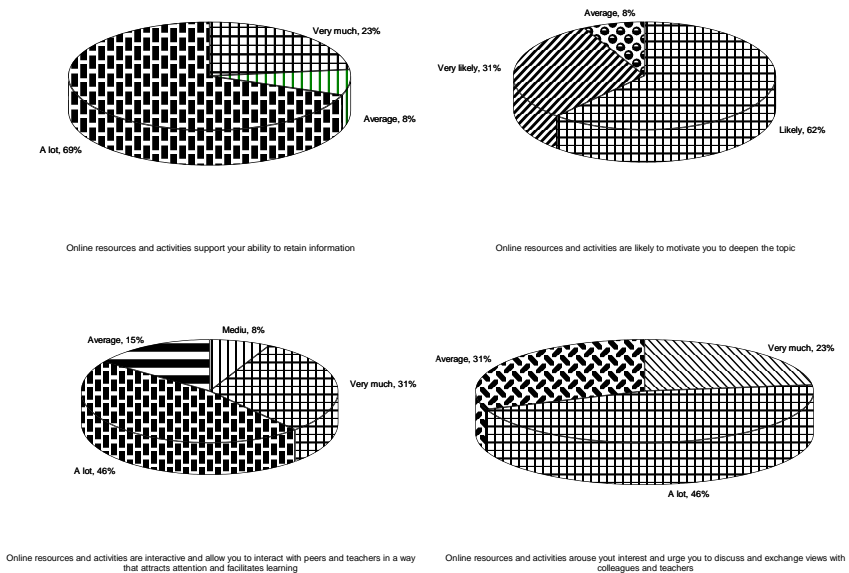 Very much, 23%
Average, 8%
A lot, 69%
Online resources and activities support your ability to retain information
Average, 8%
Very likely, 31%
Likely, 62%
Online resources and activities are likely to motivate you to deepen the topic
Mediu, 8%
Average, 15%
Very much, 31%
A lot, 46%
Online resources and activities are interactive and allow you to interact with peers and teachers in a way
that attracts attention and facilitates learning
Very much, 23%
Average, 31%
A lot, 46%
Online resources and activities arouse yout interest and urge you to discuss and exchange views with
colleagues and teachers